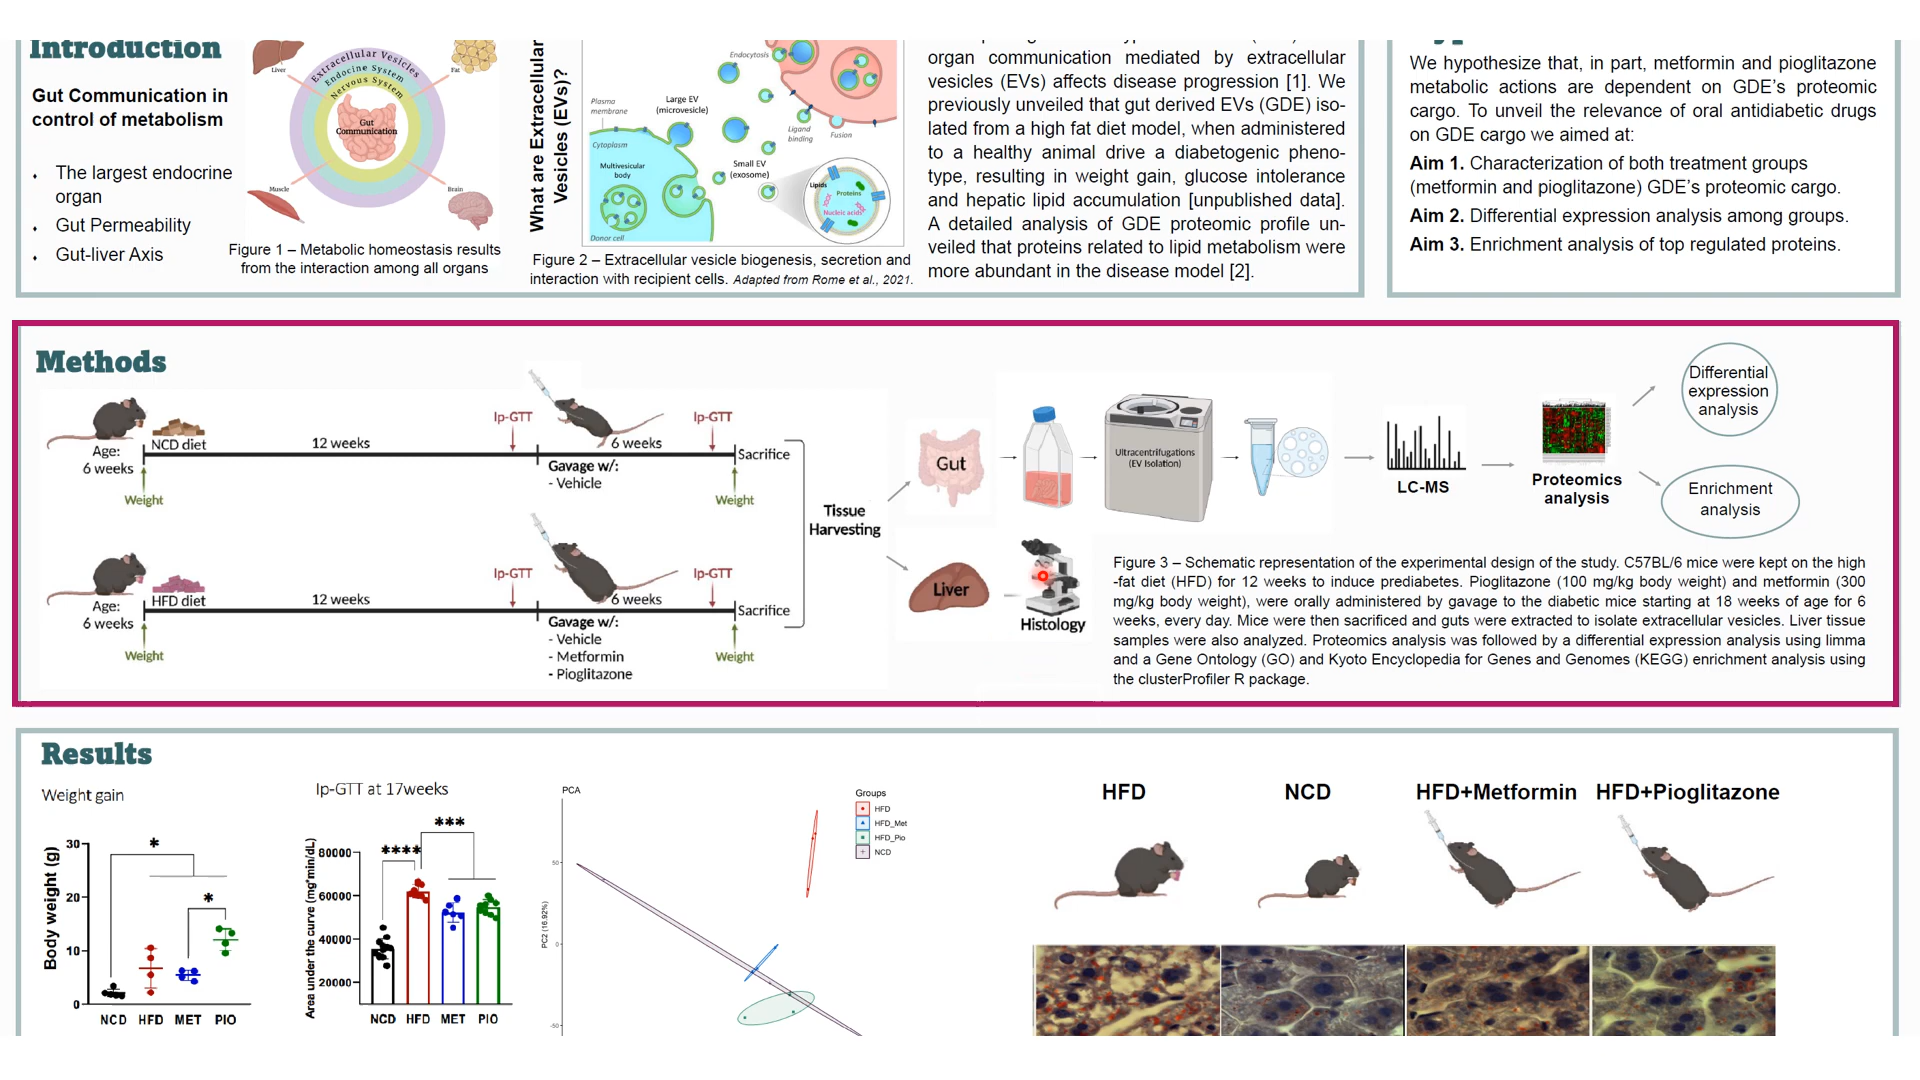 Introduction
Gut Communication in
control of metabolism
The largest endocrine
organ
Gut Permeability
Gut-liver Axis
Extracellular Vesicles
Endocrine System
Nervous System
Gut
Communication
Liver
Fat
Muscle
Brain
Figure 1 – Metabolic homeostasis results
from the interaction among all organs
What are Extracellular
Vesicles (EVs)?
Endocytosis
Plasma
membrane
Large EV
(microvesicle)
Ligand
binding
Fusion
Cytoplasm
Multivesicular
body
Small EV
(exosome)
Lipids
Proteins
Nucleic acids
Donor cell
Figure 2 – Extracellular vesicle biogenesis, secretion and
interaction with recipient cells. Adapted from Rome et al., 2021.
organ communication mediated by extracellular
vesicles (EVs) affects disease progression [1]. We
previously unveiled that gut derived EVs (GDE) iso-
lated from a high fat diet model, when administered
to a healthy animal drive a diabetogenic pheno-
type, resulting in weight gain, glucose intolerance
and hepatic lipid accumulation [unpublished data].
A detailed analysis of GDE proteomic profile un-
veiled that proteins related to lipid metabolism were
more abundant in the disease model [2].
We hypothesize that, in part, metformin and pioglitazone
metabolic actions are dependent on GDE’s proteomic
cargo. To unveil the relevance of oral antidiabetic drugs
on GDE cargo we aimed at:
Aim 1. Characterization of both treatment groups
(metformin and pioglitazone) GDE’s proteomic cargo.
Aim 2. Differential expression analysis among groups.
Aim 3. Enrichment analysis of top regulated proteins.
Methods
NCD diet
Age:
6 weeks
12 weeks
Ip-GTT
6 weeks
Ip-GTT
Sacrifice
Weight
Gavage w/:
- Vehicle
Weight
HFD diet
Age:
6 weeks
12 weeks
Ip-GTT
6 weeks
Ip-GTT
Sacrifice
Weight
Gavage w/:
- Vehicle
- Metformin
- Pioglitazone
Weight
Tissue
Harvesting
Gut
Ultracentrifugations
(EV Isolation)
LC-MS
Proteomics
analysis
Differential
expression
analysis
Enrichment
analysis
Liver
Histology
Figure 3 – Schematic representation of the experimental design of the study. C57BL/6 mice were kept on the high
-fat diet (HFD) for 12 weeks to induce prediabetes. Pioglitazone (100 mg/kg body weight) and metformin (300
mg/kg body weight), were orally administered by gavage to the diabetic mice starting at 18 weeks of age for 6
weeks, every day. Mice were then sacrificed and guts were extracted to isolate extracellular vesicles. Liver tissue
samples were also analyzed. Proteomics analysis was followed by a differential expression analysis using limma
and a Gene Ontology (GO) and Kyoto Encyclopedia for Genes and Genomes (KEGG) enrichment analysis using
the clusterProfiler R package.
Results
Weight gain
Body weight (g)
30
20
10
0
*
*
NCD HFD MET PIO
Ip-GTT at 17weeks
Area under the curve (mg*min/dL)
80000
60000
40000
20000
****
***
NCD HFD MET PIO
PCA
PC2 (16.92%)
50
0
-50
Groups
HFD
HFD_Met
HFD_Pio
NCD
HFD
NCD
HFD+Metformin
HFD+Pioglitazone